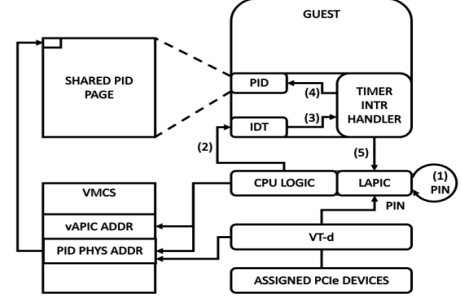 GUEST
SHARED PID
PAGE
PID
(4)
TIMER
INTR
HANDLER
IDT
(3)
(2)
(5)
VMCS
CPU LOGIC
LAPIC
(1)
PIN
PIN
vAPIC ADDR
PID PHYS ADDR
VT-d
ASSIGNED PCIe DEVICES